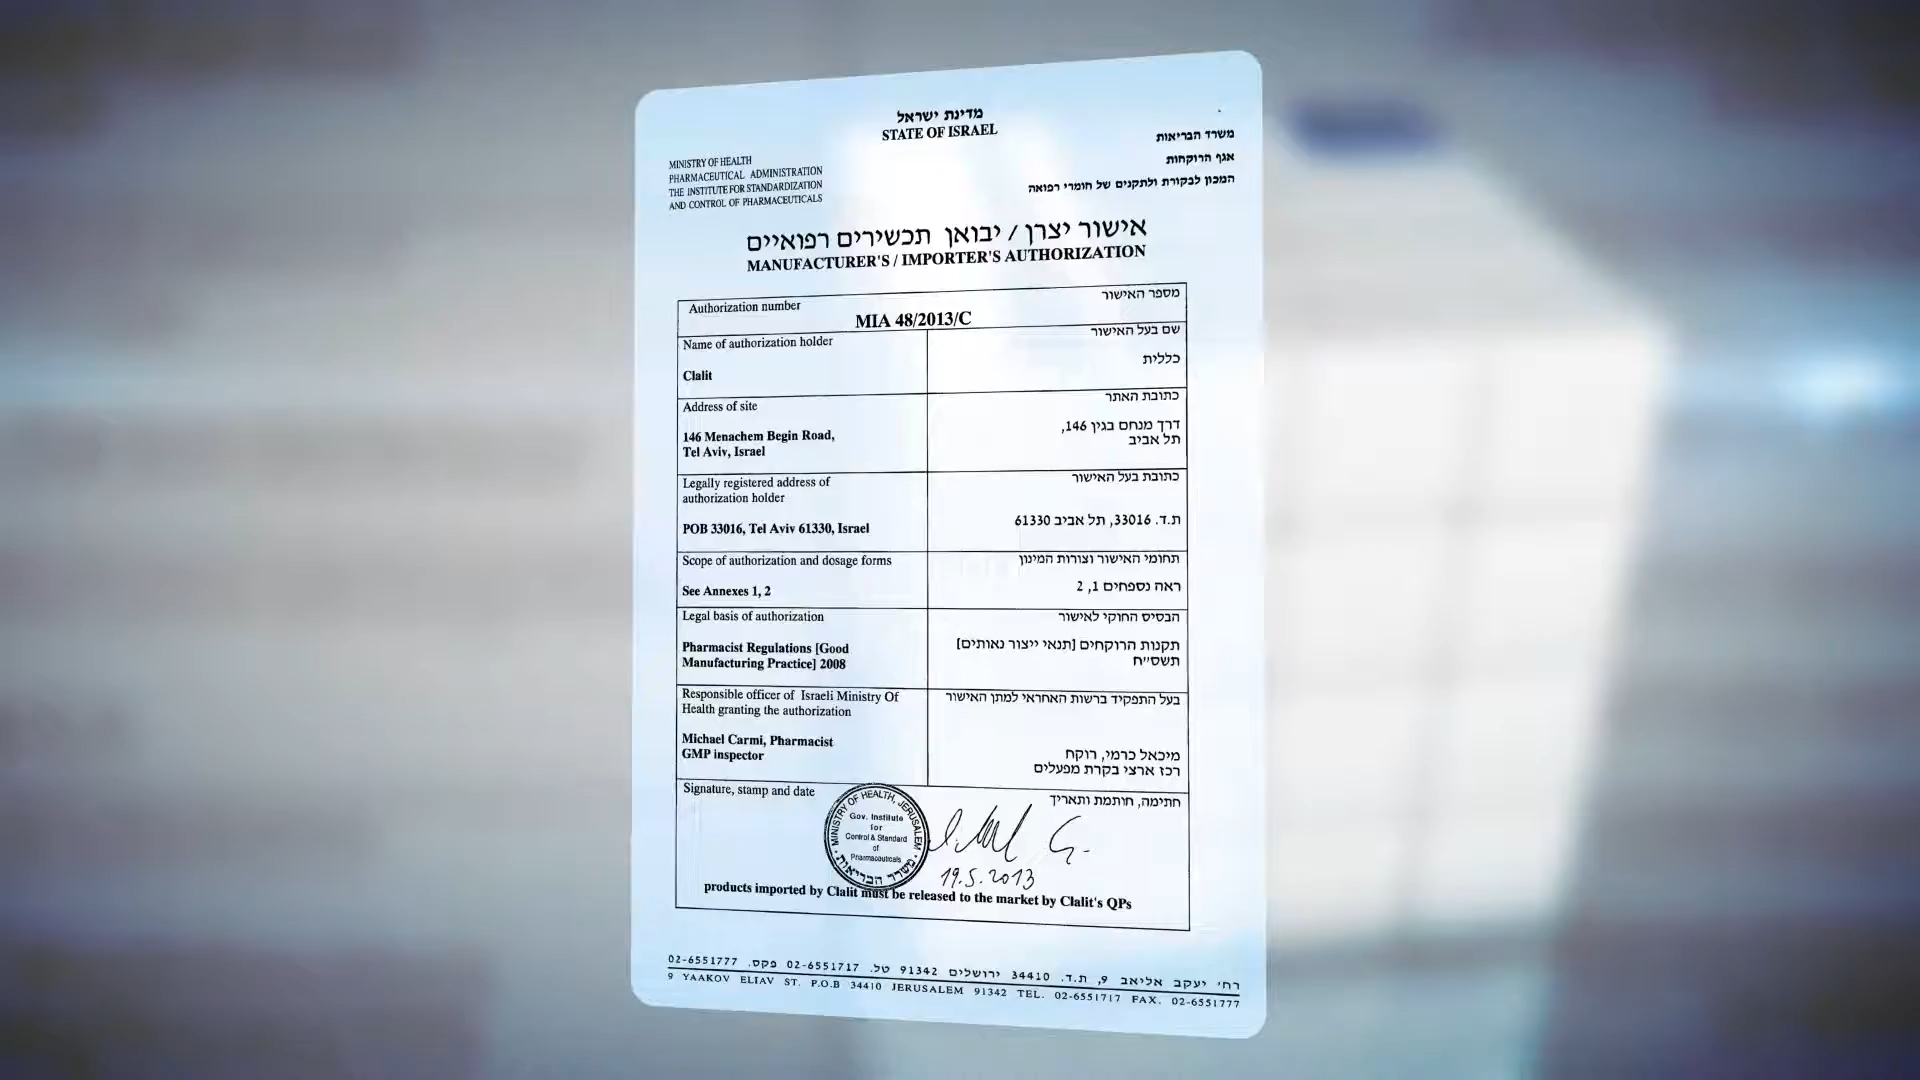 מדינת ישראל
STATE OF ISRAEL
MINISTRY OF HEALTH
PHARMACEUTICAL ADMINISTRATION
THE INSTITUTE FOR STANDARDIZATION
AND CONTROL OF PHARMACEUTICALS
משרד הבריאות
אגף הרוקחות
המכון לבקורת ולתקנים של חומרי רפואה
אישור יצרן / יבואן תכשירים רפואיים
MANUFACTURER'S / IMPORTER'S AUTHORIZATION
Authorization number
מספר האישור
MIA 48/2013/C
Name of authorization holder
Clalit
שם בעל האישור
כללית
Address of site
146 Menachem Begin Road,
Tel Aviv, Israel
כתובת האתר
דרך מנחם בגין 146,
תל אביב
Legally registered address of
authorization holder
POB 33016, Tel Aviv 61330, Israel
כתובת בעל האישור
ת.ד. 33016, תל אביב 61330
Scope of authorization and dosage forms
See Annexes 1, 2
תחומי האישור וצורות המינון
ראה נספחים 1, 2
Legal basis of authorization
Pharmacist Regulations [Good
Manufacturing Practice] 2008
הבסיס החוקי לאישור
תקנות הרוקחים [תנאי ייצור נאותים]
תשס״ח
Responsible officer of Israeli Ministry Of
Health granting the authorization
Michael Carmi, Pharmacist
GMP inspector
בעל התפקיד ברשות האחראי למתן האישור
מיכאל כרמי, רוקח
רכז ארצי בקרת מפעלים
Signature, stamp and date
חתימה, חותמת ותאריך
MINISTRY OF HEALTH, JERUSALEM
Gov. Institute
for
Control & Standard
of
Pharmaceuticals
משרד הבריאות
19.5.2013
products imported by Clalit must be released to the market by Clalit's QPs
רח' יעקב אליאב 9, ת.ד. 34410 ירושלים 91342 טל. 02-6551717 פקס. 02-6551777
9 YAAKOV ELIAV ST. P.O.B 34410 JERUSALEM 91342 TEL. 02-6551717 FAX. 02-6551777